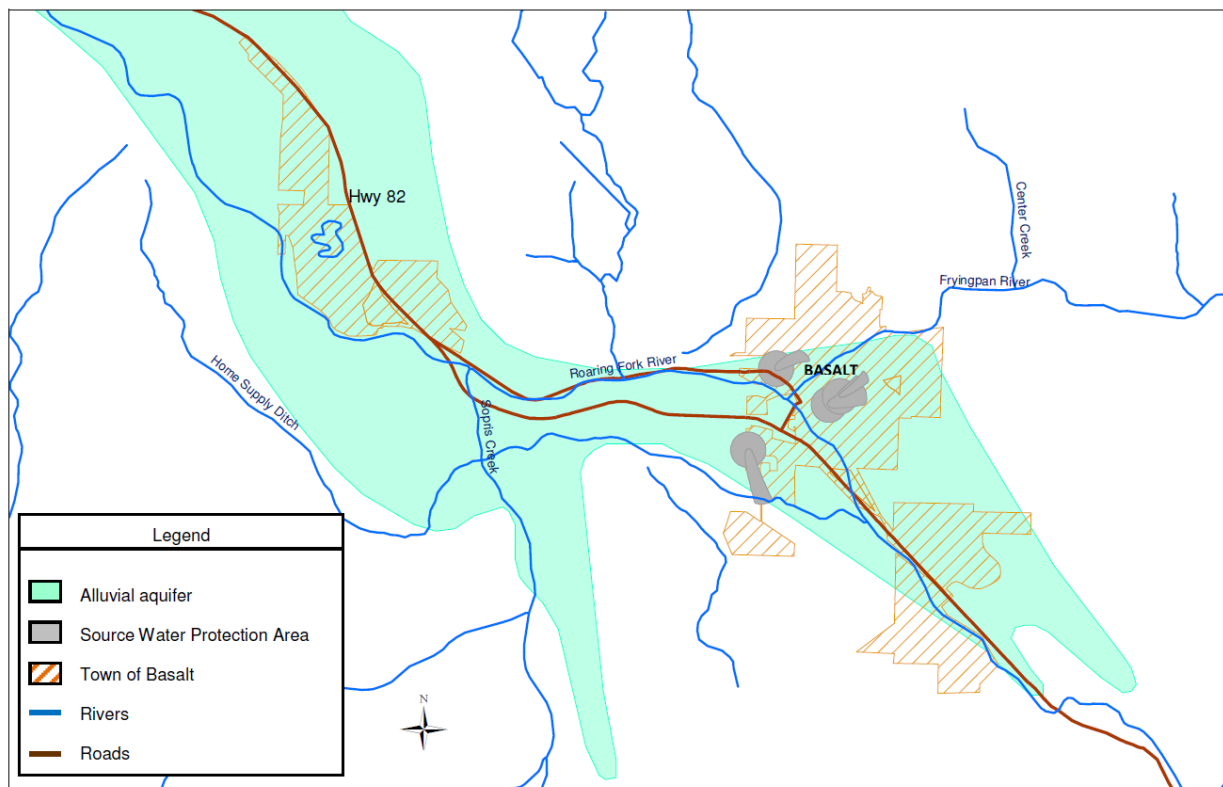 Hwy 82
Center Creek
Fryingpan River
Roaring Fork River
BASALT
Home Supply Ditch
Sopris Creek
Legend
Alluvial aquifer
Source Water Protection Area
Town of Basalt
Rivers
Roads
N